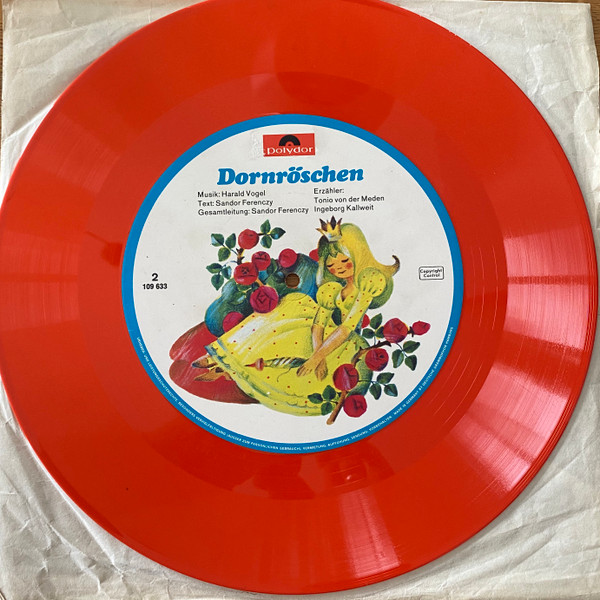 Polydor
Dornröschen
Musik: Harald Vogel
Text: Sandor Ferenczy
Gesamtleitung: Sandor Ferenczy
Erzähler:
Tonio von der Meden
Ingeborg Kallweit
2
109 633
Copyright
Control